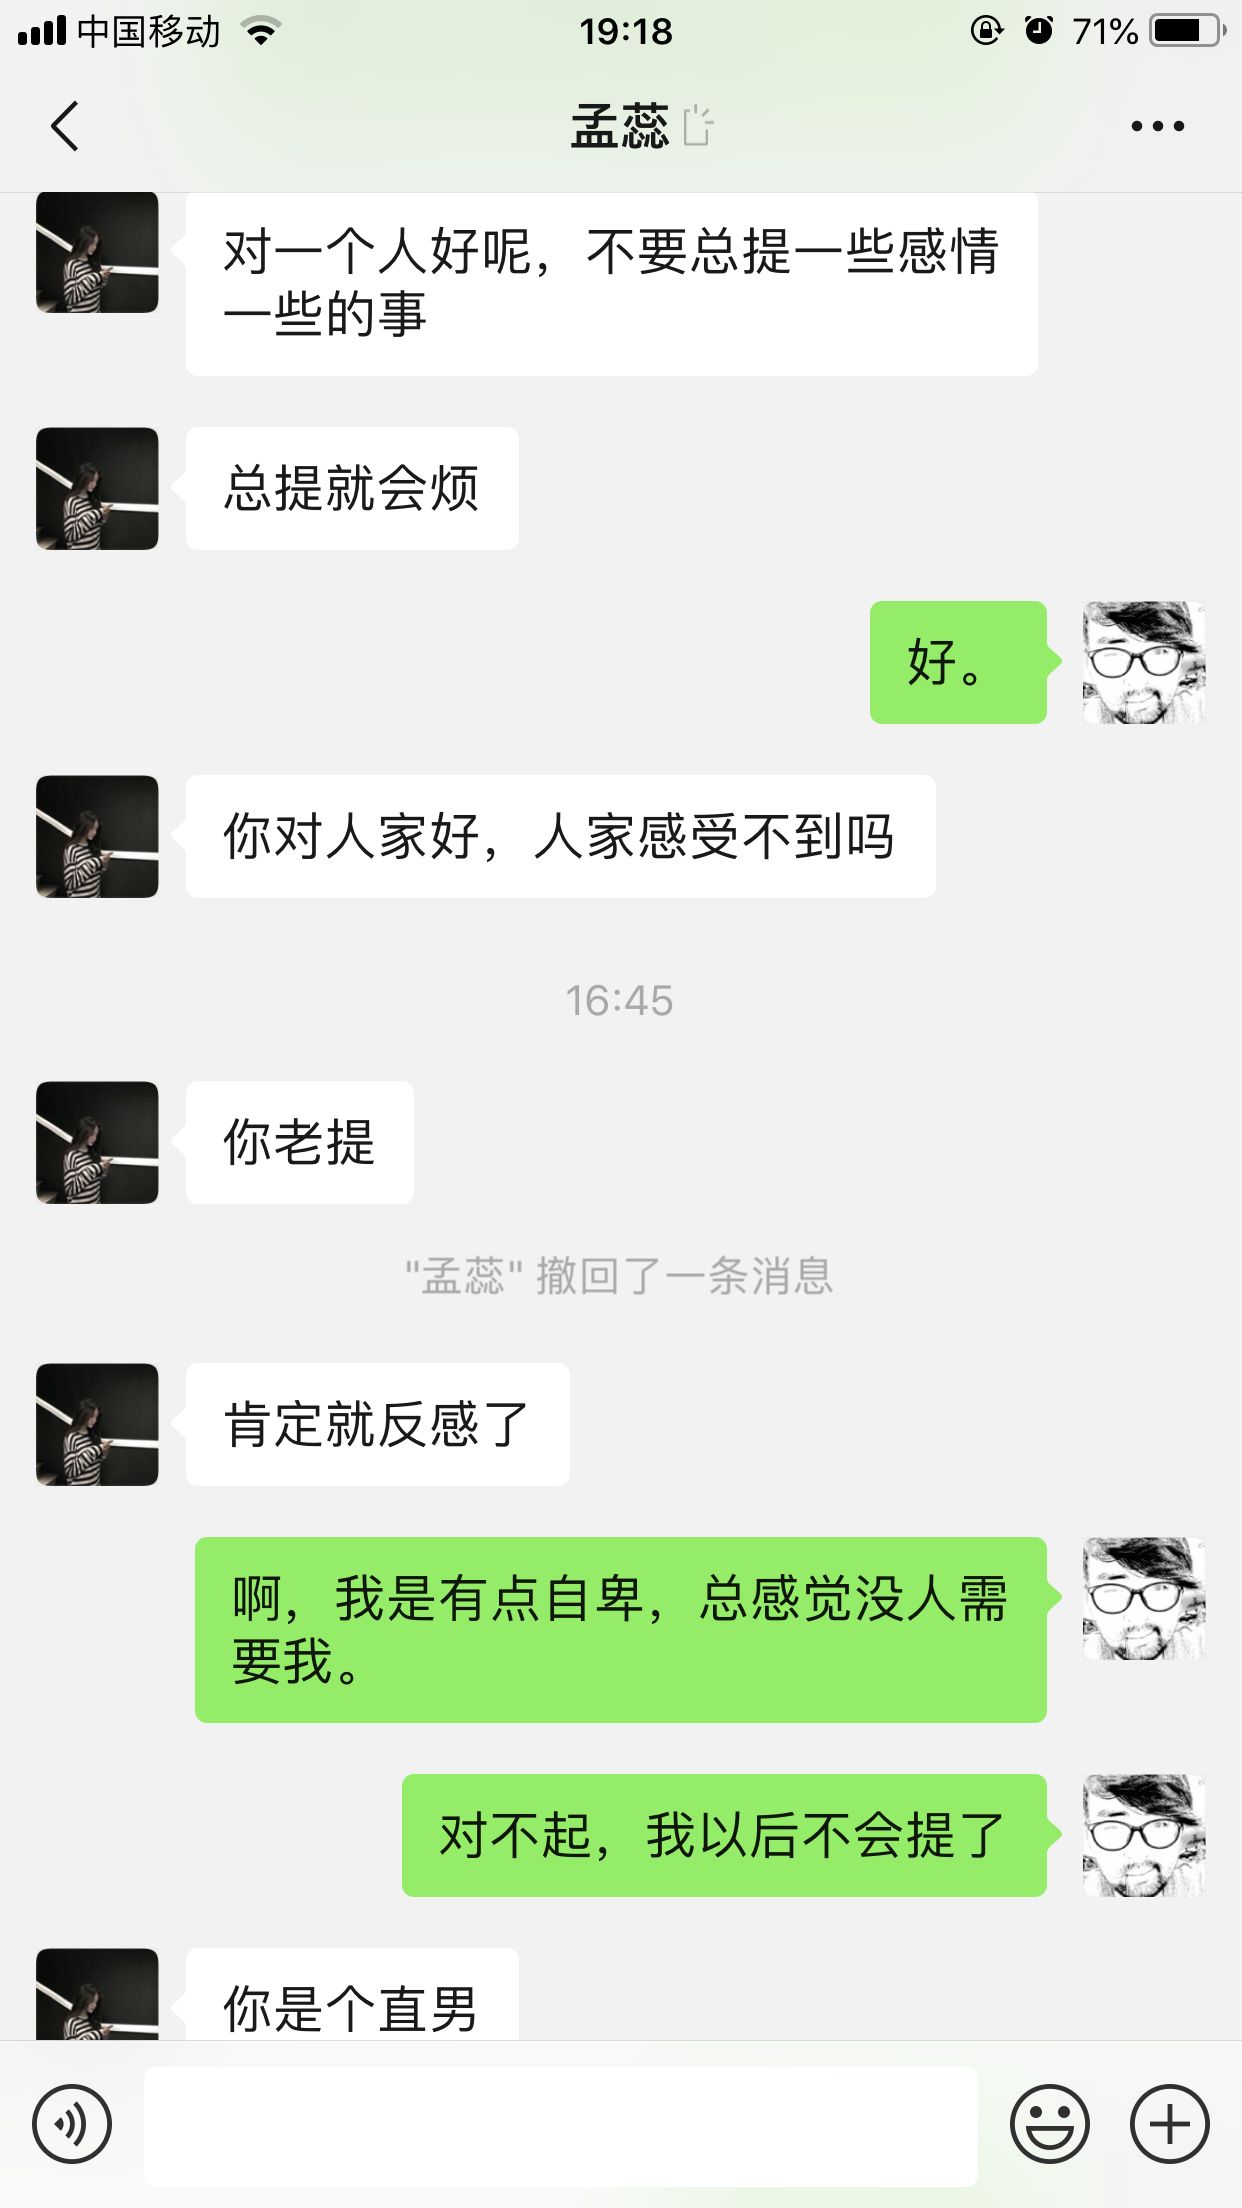 中国移动 19:18 71%
孟蕊
对一个人好呢，不要总提一些感情
一些的事
总提就会烦
好。
你对人家好，人家感受不到吗
16:45
你老提
"孟蕊" 撤回了一条消息
肯定就反感了
啊，我是有点自卑，总感觉没人需
要我。
对不起，我以后不会提了
你是个直男